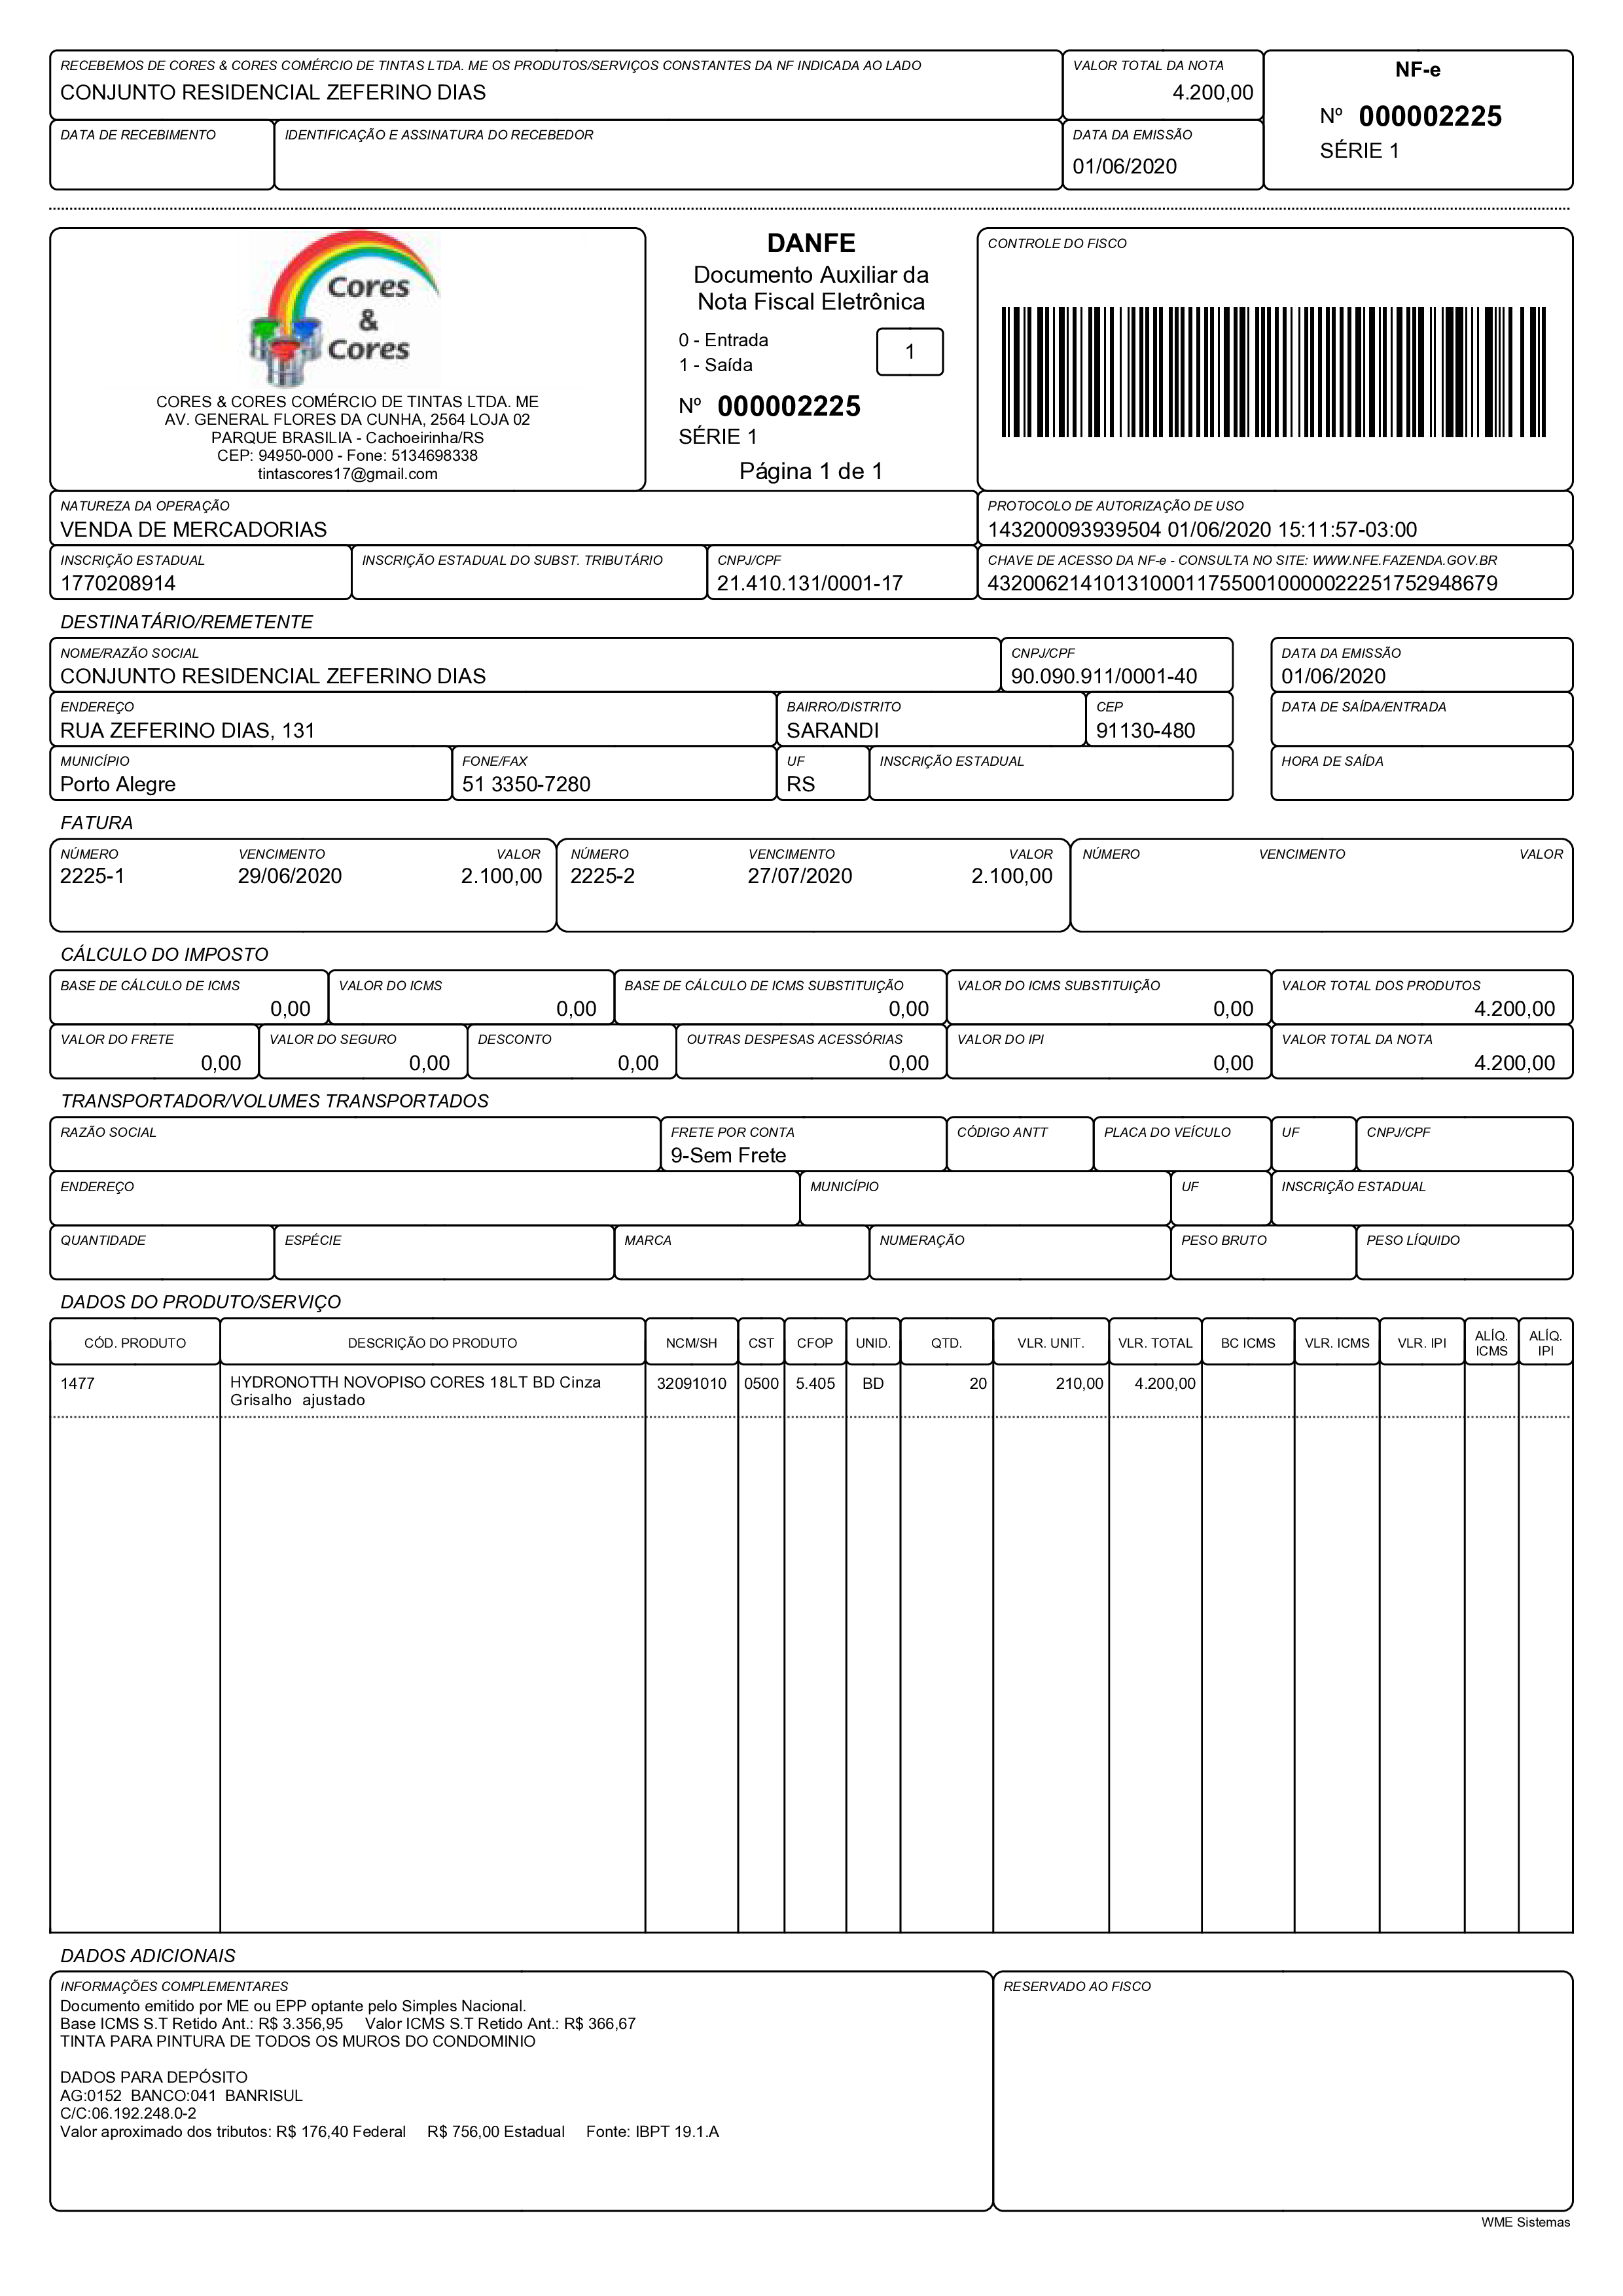 RECEBEMOS DE CORES & CORES COMÉRCIO DE TINTAS LTDA. ME OS PRODUTOS/SERVIÇOS CONSTANTES DA NF INDICADA AO LADO
CONJUNTO RESIDENCIAL ZEFERINO DIAS
VALOR TOTAL DA NOTA
4.200,00
NF-e
Nº 000002225
SÉRIE 1
DATA DE RECEBIMENTO
IDENTIFICAÇÃO E ASSINATURA DO RECEBEDOR
DATA DA EMISSÃO
01/06/2020
Cores
&
Cores
CORES & CORES COMÉRCIO DE TINTAS LTDA. ME
AV. GENERAL FLORES DA CUNHA, 2564 LOJA 02
PARQUE BRASILIA - Cachoeirinha/RS
CEP: 94950-000 - Fone: 5134698338
tintascores17@gmail.com
DANFE
Documento Auxiliar da
Nota Fiscal Eletrônica
0 - Entrada
1 - Saída
1
Nº 000002225
SÉRIE 1
Página 1 de 1
CONTROLE DO FISCO
NATUREZA DA OPERAÇÃO
VENDA DE MERCADORIAS
PROTOCOLO DE AUTORIZAÇÃO DE USO
143200093939504 01/06/2020 15:11:57-03:00
INSCRIÇÃO ESTADUAL
1770208914
INSCRIÇÃO ESTADUAL DO SUBST. TRIBUTÁRIO
CNPJ/CPF
21.410.131/0001-17
CHAVE DE ACESSO DA NF-e - CONSULTA NO SITE: WWW.NFE.FAZENDA.GOV.BR
43200621410131000117550010000022251752948679
DESTINATÁRIO/REMETENTE
NOME/RAZÃO SOCIAL
CONJUNTO RESIDENCIAL ZEFERINO DIAS
CNPJ/CPF
90.090.911/0001-40
DATA DA EMISSÃO
01/06/2020
ENDEREÇO
RUA ZEFERINO DIAS, 131
BAIRRO/DISTRITO
SARANDI
CEP
91130-480
DATA DE SAÍDA/ENTRADA
MUNICÍPIO
Porto Alegre
FONE/FAX
51 3350-7280
UF
RS
INSCRIÇÃO ESTADUAL
HORA DE SAÍDA
FATURA
NÚMERO VENCIMENTO VALOR
2225-1 29/06/2020 2.100,00
NÚMERO VENCIMENTO VALOR
2225-2 27/07/2020 2.100,00
NÚMERO VENCIMENTO VALOR
CÁLCULO DO IMPOSTO
BASE DE CÁLCULO DE ICMS
0,00
VALOR DO ICMS
0,00
BASE DE CÁLCULO DE ICMS SUBSTITUIÇÃO
0,00
VALOR DO ICMS SUBSTITUIÇÃO
0,00
VALOR TOTAL DOS PRODUTOS
4.200,00
VALOR DO FRETE
0,00
VALOR DO SEGURO
0,00
DESCONTO
0,00
OUTRAS DESPESAS ACESSÓRIAS
0,00
VALOR DO IPI
0,00
VALOR TOTAL DA NOTA
4.200,00
TRANSPORTADOR/VOLUMES TRANSPORTADOS
RAZÃO SOCIAL
FRETE POR CONTA
9-Sem Frete
CÓDIGO ANTT
PLACA DO VEÍCULO
UF
CNPJ/CPF
ENDEREÇO
MUNICÍPIO
UF
INSCRIÇÃO ESTADUAL
QUANTIDADE
ESPÉCIE
MARCA
NUMERAÇÃO
PESO BRUTO
PESO LÍQUIDO
DADOS DO PRODUTO/SERVIÇO
CÓD. PRODUTO DESCRIÇÃO DO PRODUTO NCM/SH CST CFOP UNID. QTD. VLR. UNIT. VLR. TOTAL BC ICMS VLR. ICMS VLR. IPI ALÍQ. ICMS ALÍQ. IPI
1477 HYDRONOTTH NOVOPISO CORES 18LT BD Cinza 32091010 0500 5.405 BD 20 210,00 4.200,00
Grisalho ajustado
DADOS ADICIONAIS
INFORMAÇÕES COMPLEMENTARES
Documento emitido por ME ou EPP optante pelo Simples Nacional.
Base ICMS S.T Retido Ant.: R$ 3.356,95 Valor ICMS S.T Retido Ant.: R$ 366,67
TINTA PARA PINTURA DE TODOS OS MUROS DO CONDOMINIO
DADOS PARA DEPÓSITO
AG:0152 BANCO:041 BANRISUL
C/C:06.192.248.0-2
Valor aproximado dos tributos: R$ 176,40 Federal R$ 756,00 Estadual Fonte: IBPT 19.1.A
RESERVADO AO FISCO
WME Sistemas